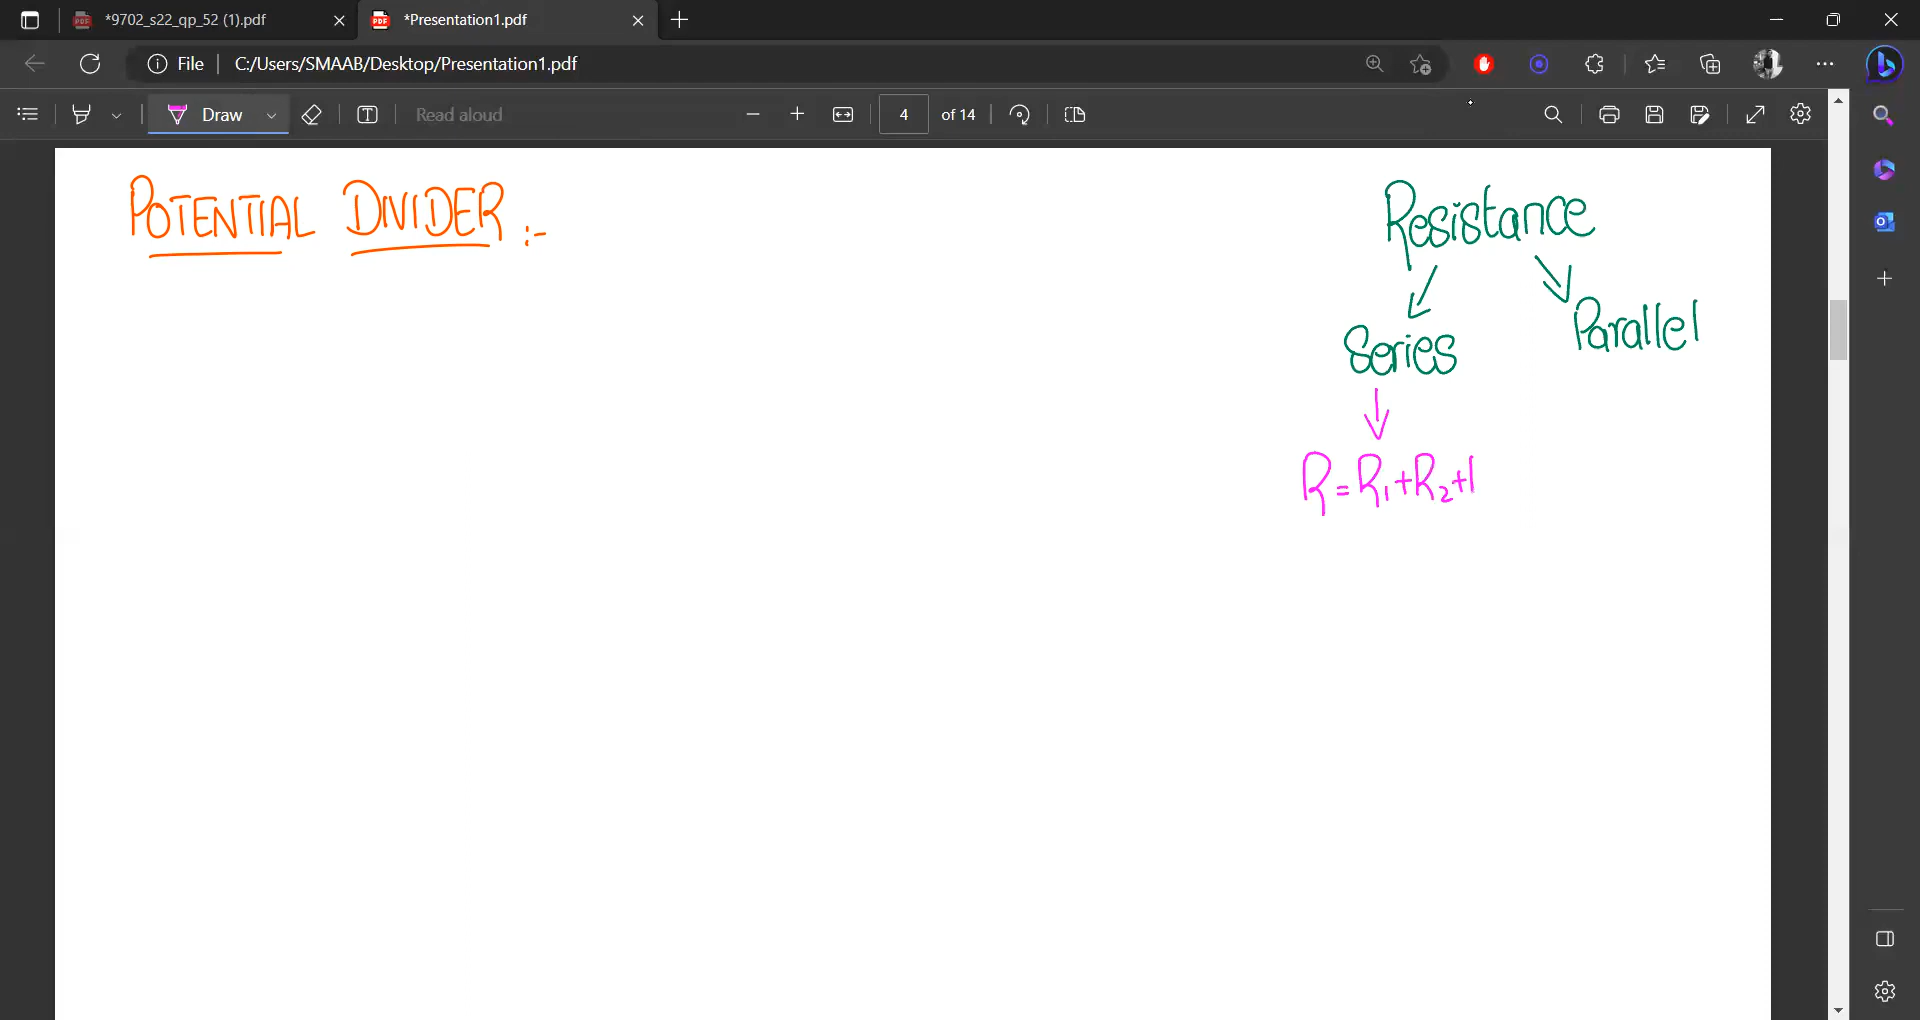 *9702_s22_qp_52 (1).pdf
*Presentation1.pdf
File
C:/Users/SMAAB/Desktop/Presentation1.pdf
Draw
Read aloud
4
of 14
POTENTIAL DIVIDER :-
Resistance
Series
Parallel
R=R₁+R₂+